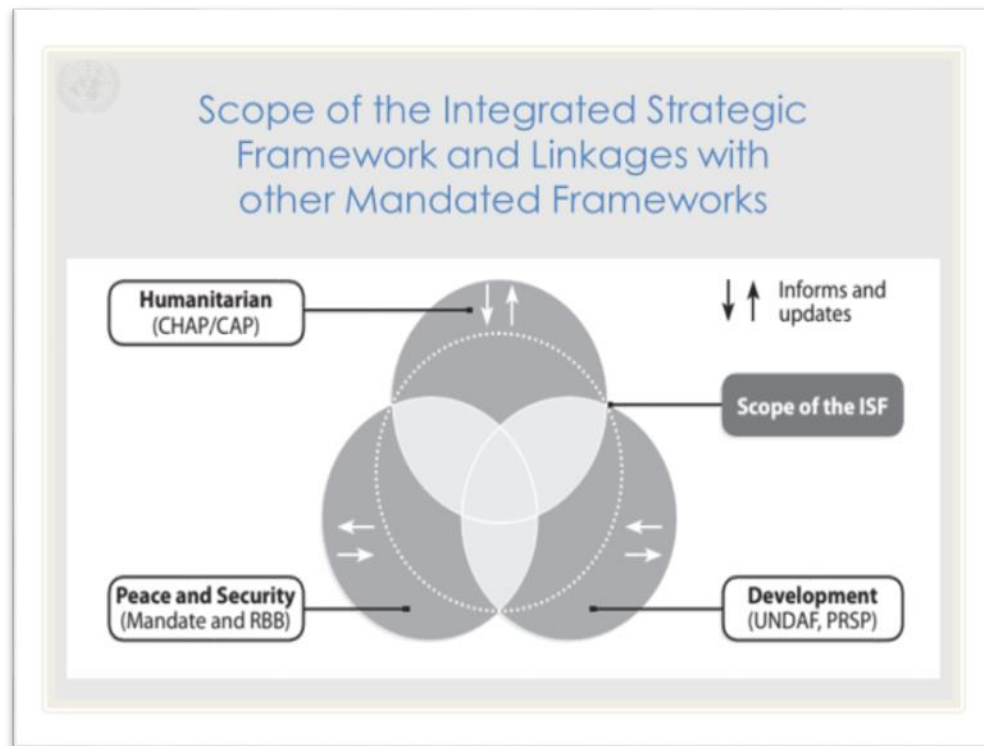 Scope of the Integrated Strategic
Framework and Linkages with
other Mandated Frameworks
Humanitarian
(CHAP/CAP)
Informs and
updates
Scope of the ISF
Peace and Security
(Mandate and RBB)
Development
(UNDAF, PRSP)